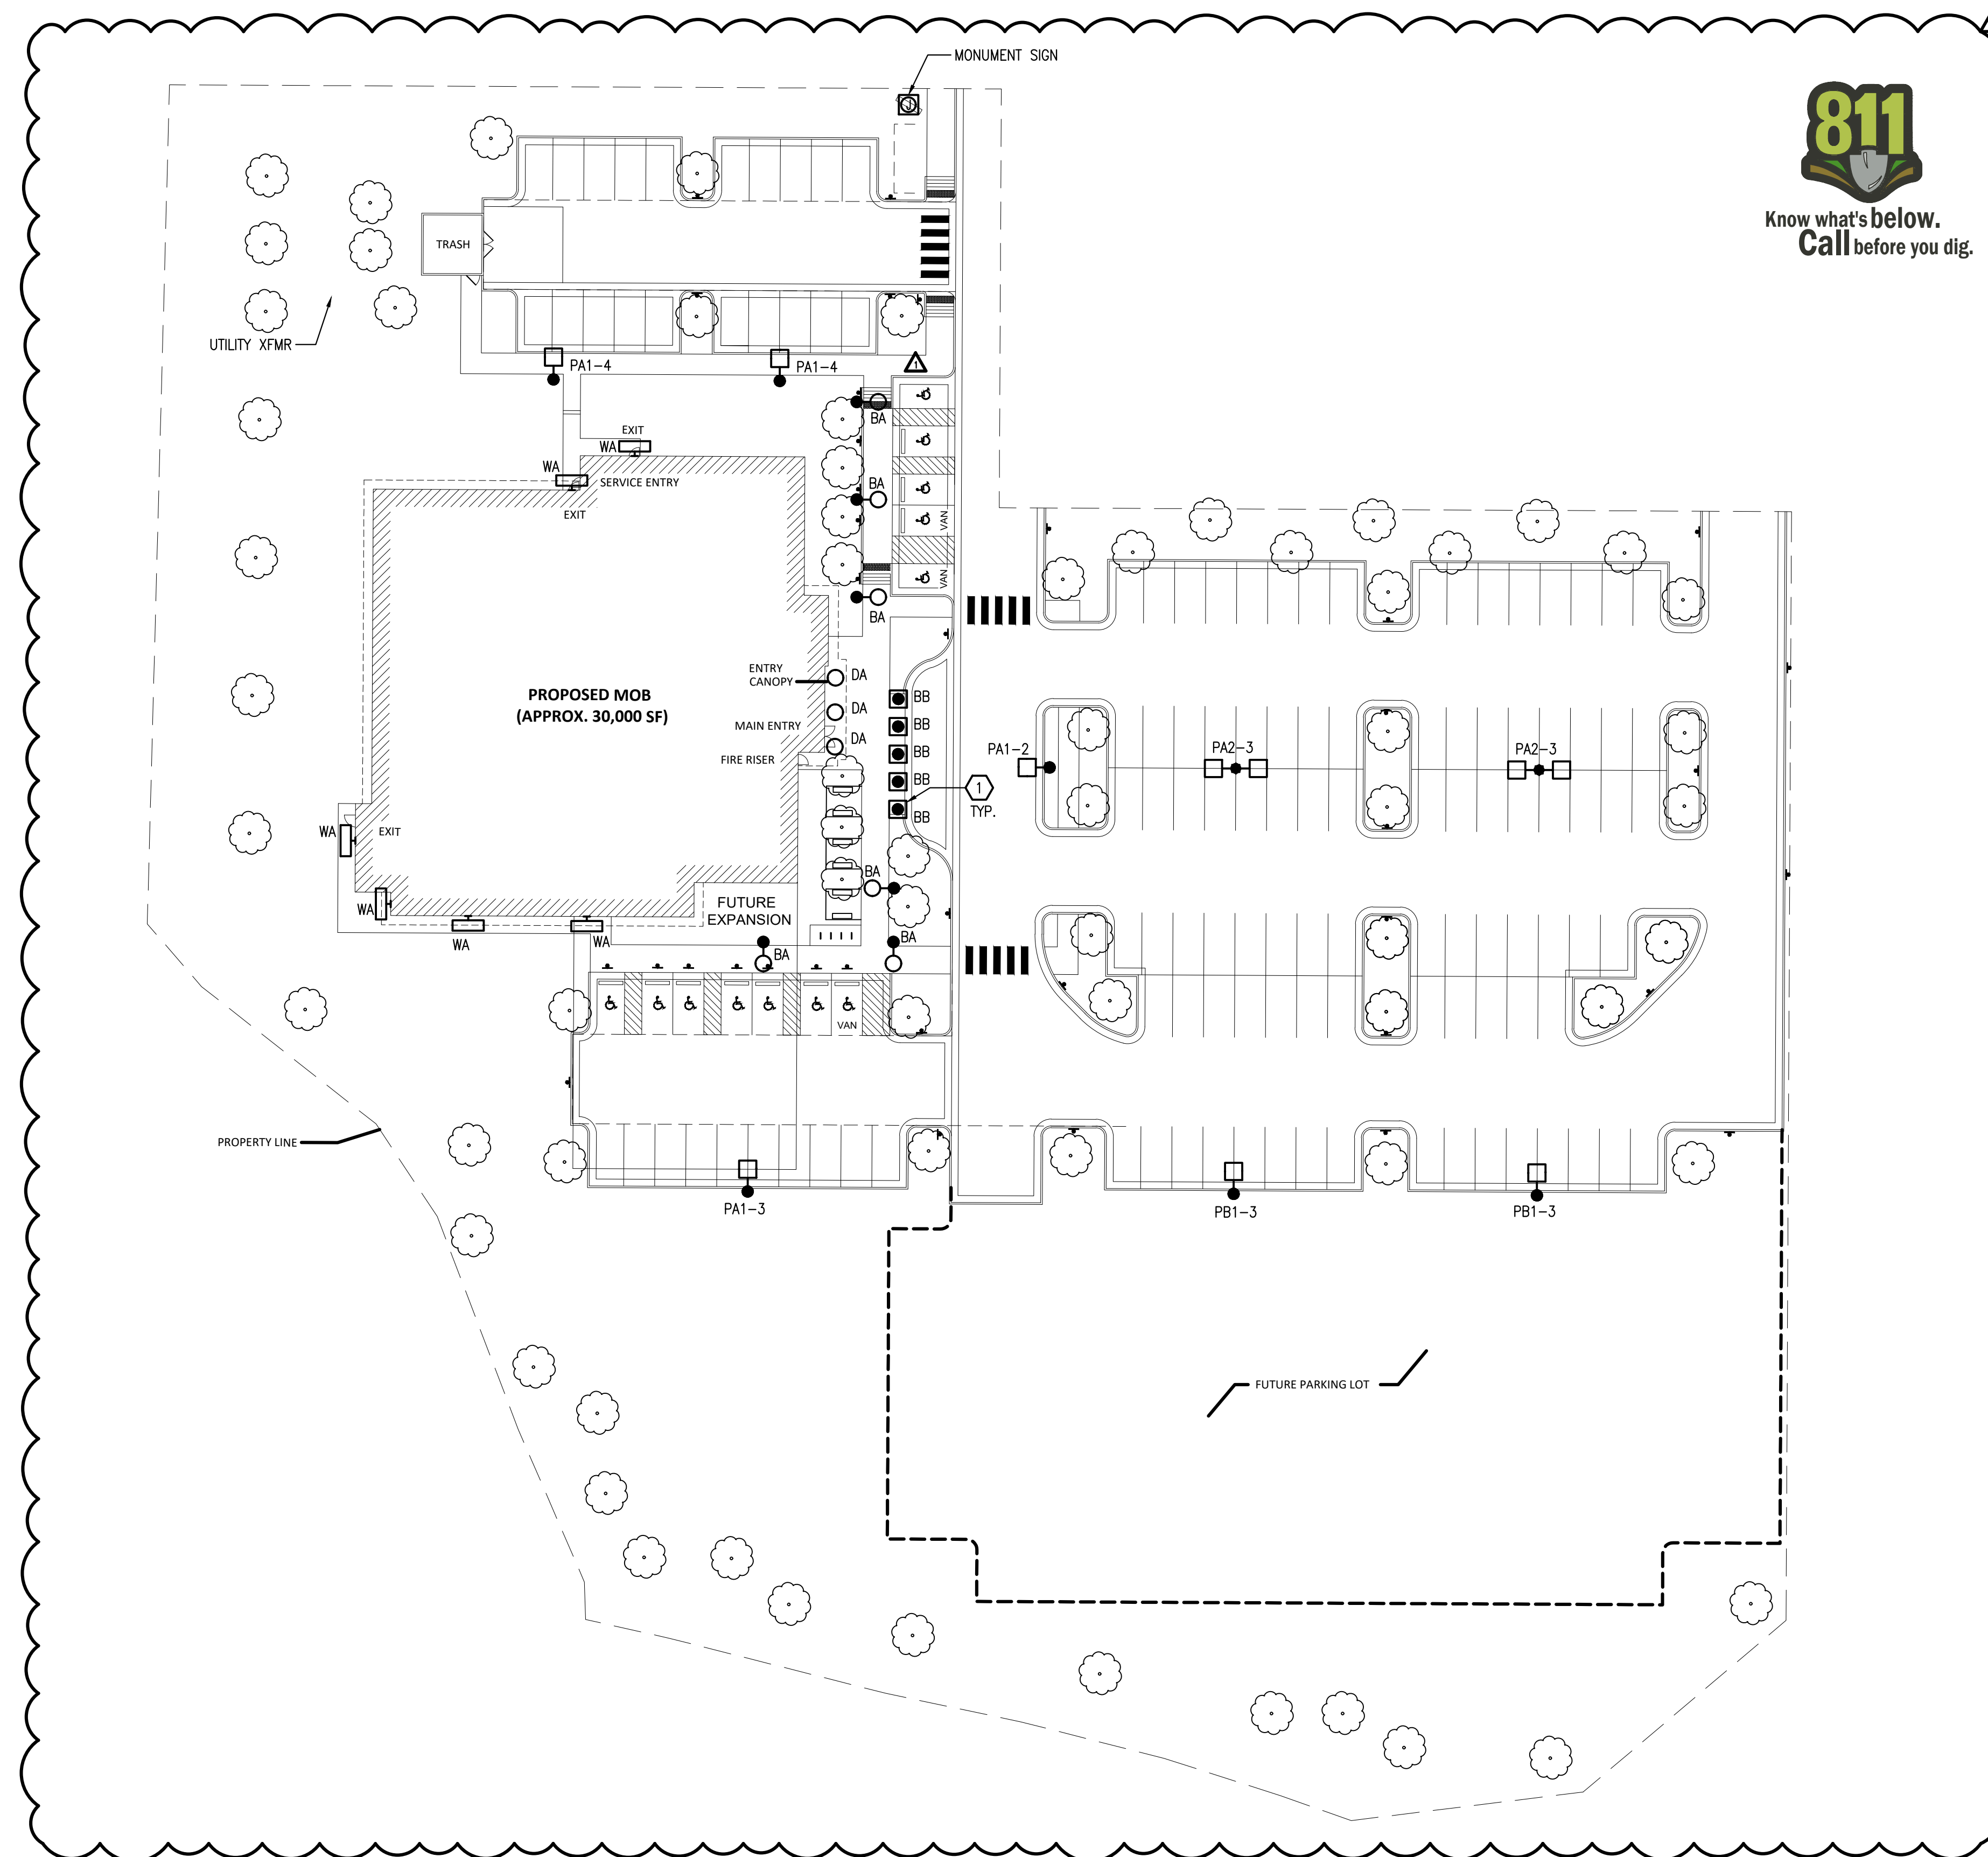 MONUMENT SIGN
J
811
Know what's below.
Call before you dig.
TRASH
UTILITY XFMR
PA1-4
PA1-4
1
BA
EXIT
WA
WA
SERVICE ENTRY
EXIT
BA
VAN
VAN
BA
ENTRY
CANOPY
DA
PROPOSED MOB
(APPROX. 30,000 SF)
DA
MAIN ENTRY
DA
FIRE RISER
BB
BB
BB
BB
BB
1
TYP.
PA1-2
PA2-3
PA2-3
WA
EXIT
WA
WA
WA
FUTURE
EXPANSION
BA
BA
BA
VAN
PROPERTY LINE
PA1-3
PB1-3
PB1-3
FUTURE PARKING LOT